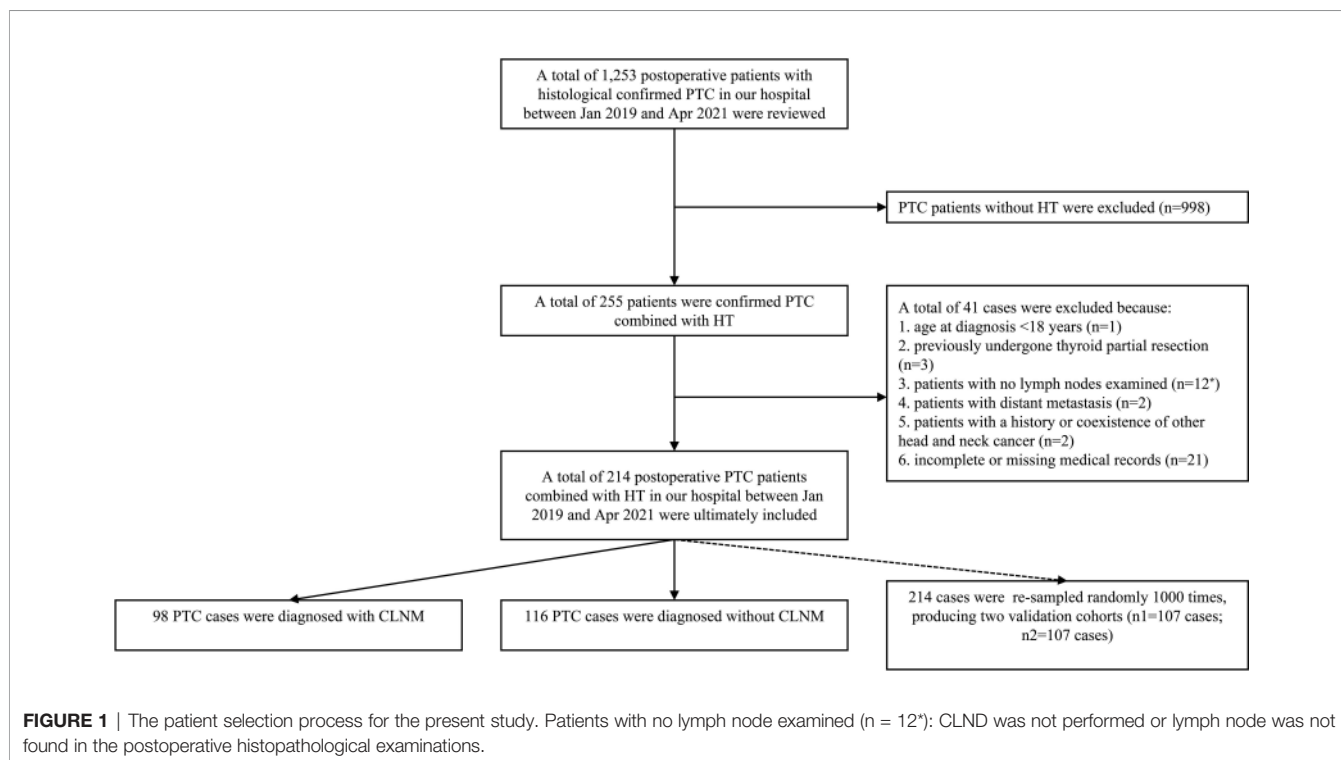 A total of 1,253 postoperative patients with
histological confirmed PTC in our hospital
between Jan 2019 and Apr 2021 were reviewed
PTC patients without HT were excluded (n=998)
A total of 255 patients were confirmed PTC
combined with HT
A total of 41 cases were excluded because:
1. age at diagnosis <18 years (n=1)
2. previously undergone thyroid partial resection
(n=3)
3. patients with no lymph nodes examined (n=12*)
4. patients with distant metastasis (n=2)
5. patients with a history or coexistence of other
head and neck cancer (n=2)
6. incomplete or missing medical records (n=21)
A total of 214 postoperative PTC patients
combined with HT in our hospital between Jan
2019 and Apr 2021 were ultimately included
98 PTC cases were diagnosed with CLNM
116 PTC cases were diagnosed without CLNM
214 cases were re-sampled randomly 1000 times,
producing two validation cohorts (n1=107 cases;
n2=107 cases)
FIGURE 1 | The patient selection process for the present study. Patients with no lymph node examined (n = 12*): CLND was not performed or lymph node was not
found in the postoperative histopathological examinations.